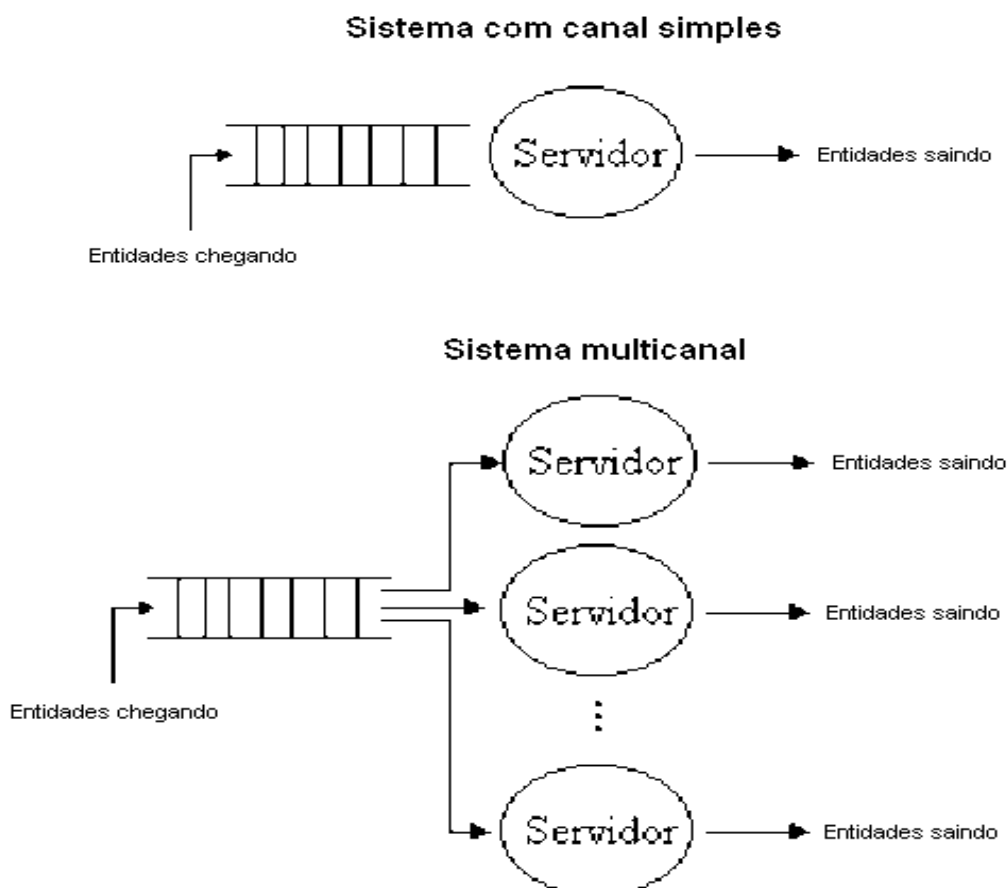 Sistema com canal simples
Servidor
Entidades saindo
Entidades chegando
Sistema multicanal
Servidor
Entidades saindo
Servidor
Entidades saindo
Entidades chegando
Servidor
Entidades saindo